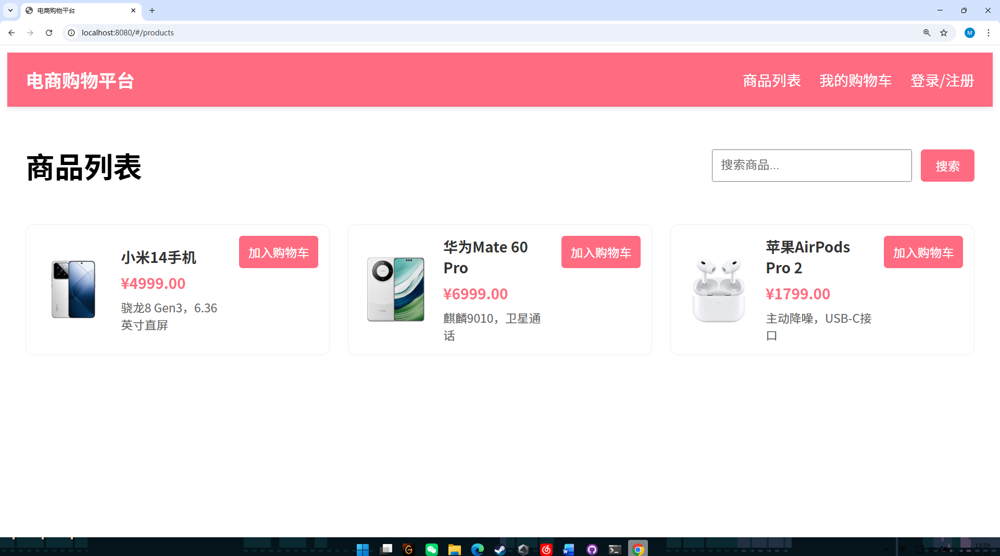 电商购物平台
localhost:8080/#/products
M
电商购物平台
商品列表
我的购物车
登录/注册
商品列表
搜索商品...
搜索
小米14手机
¥4999.00
骁龙8 Gen3，6.36
英寸直屏
加入购物车
华为Mate 60
Pro
¥6999.00
麒麟9010，卫星通
话
加入购物车
苹果AirPods
Pro 2
¥1799.00
主动降噪，USB-C接
口
加入购物车
英
13:59